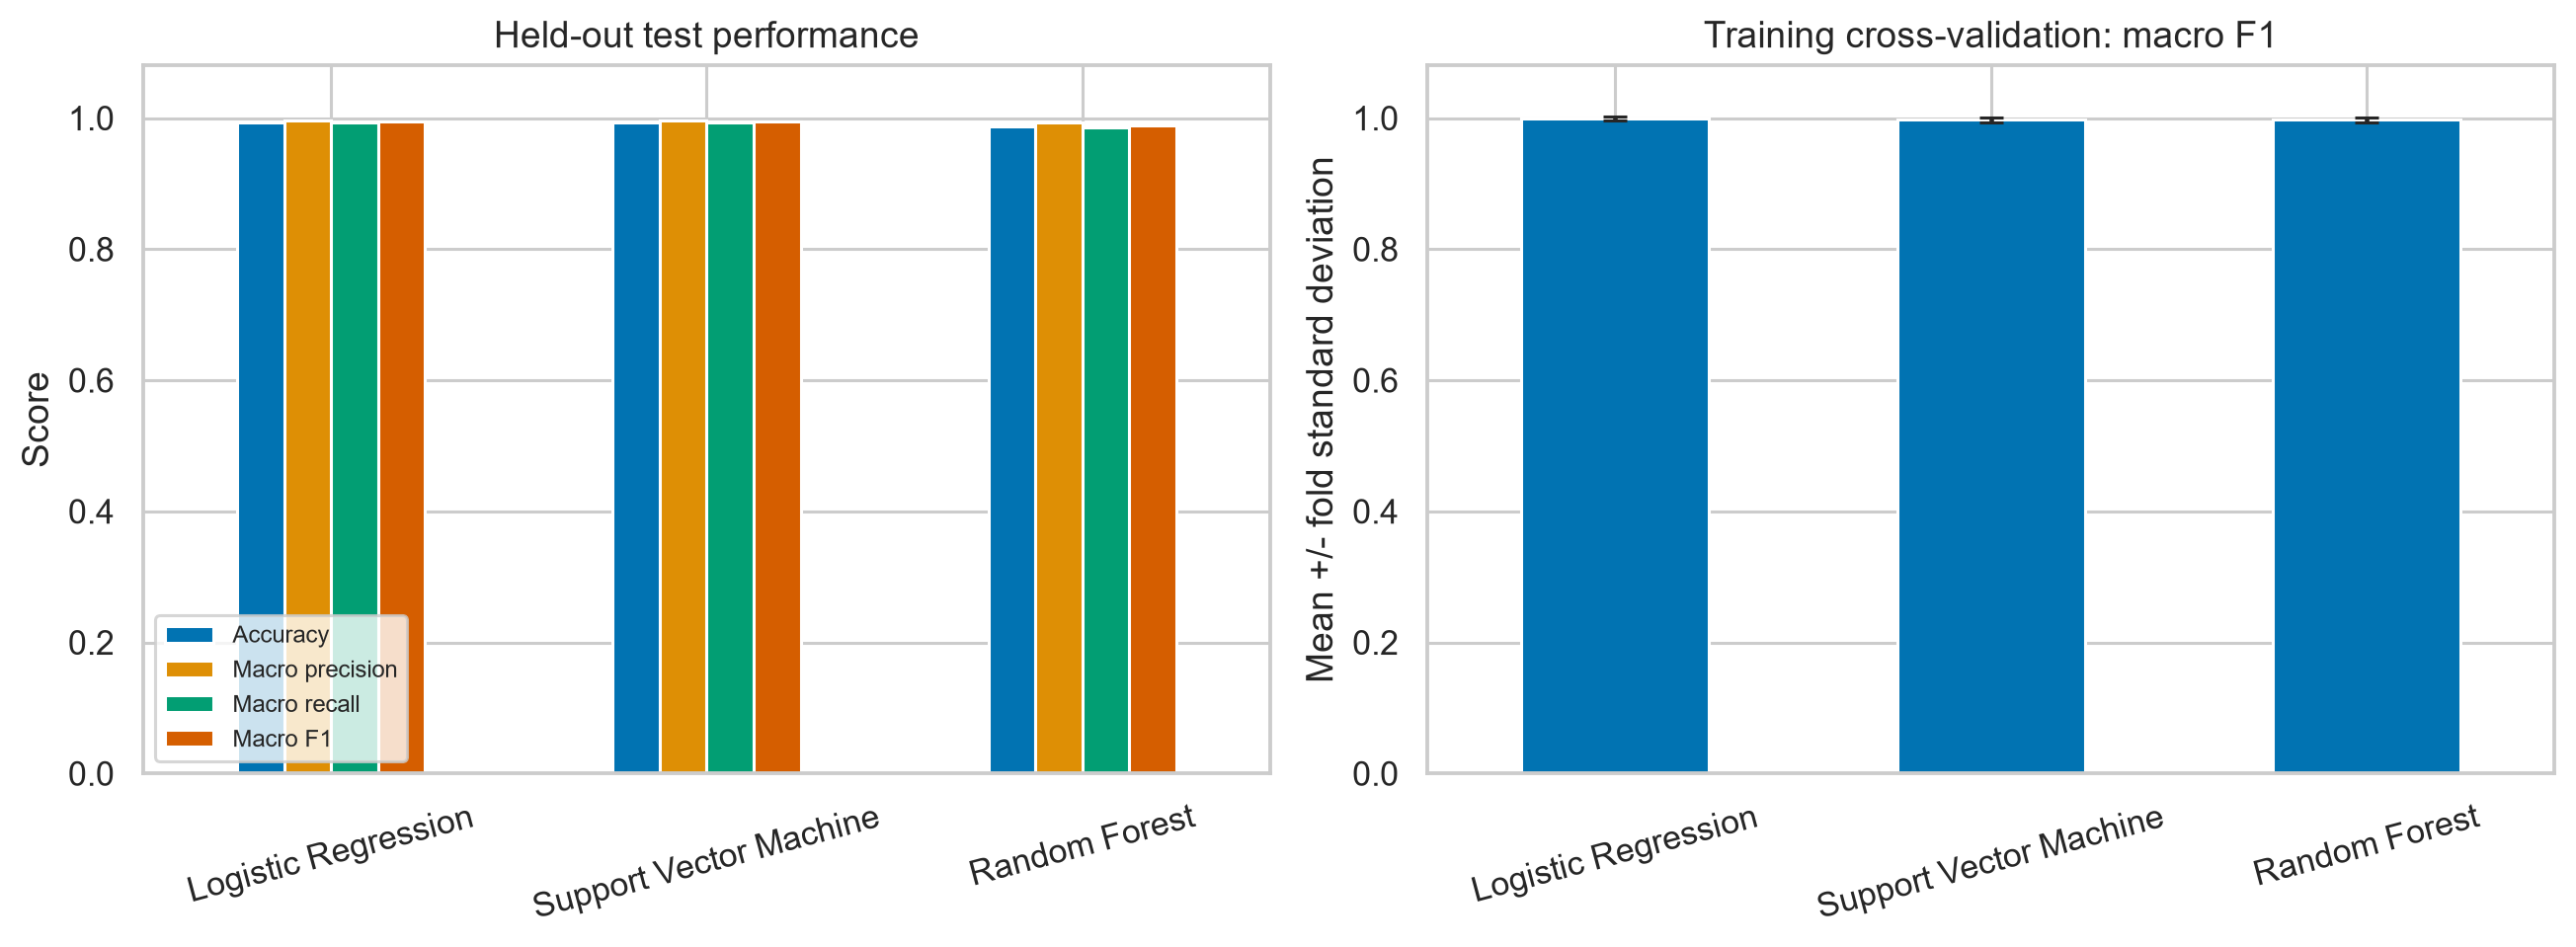 Held-out test performance
Score
1.0
0.8
0.6
0.4
0.2
0.0
Accuracy
Macro precision
Macro recall
Macro F1
Logistic Regression
Support Vector Machine
Random Forest
Training cross-validation: macro F1
Mean +/- fold standard deviation
1.0
0.8
0.6
0.4
0.2
0.0
Logistic Regression
Support Vector Machine
Random Forest